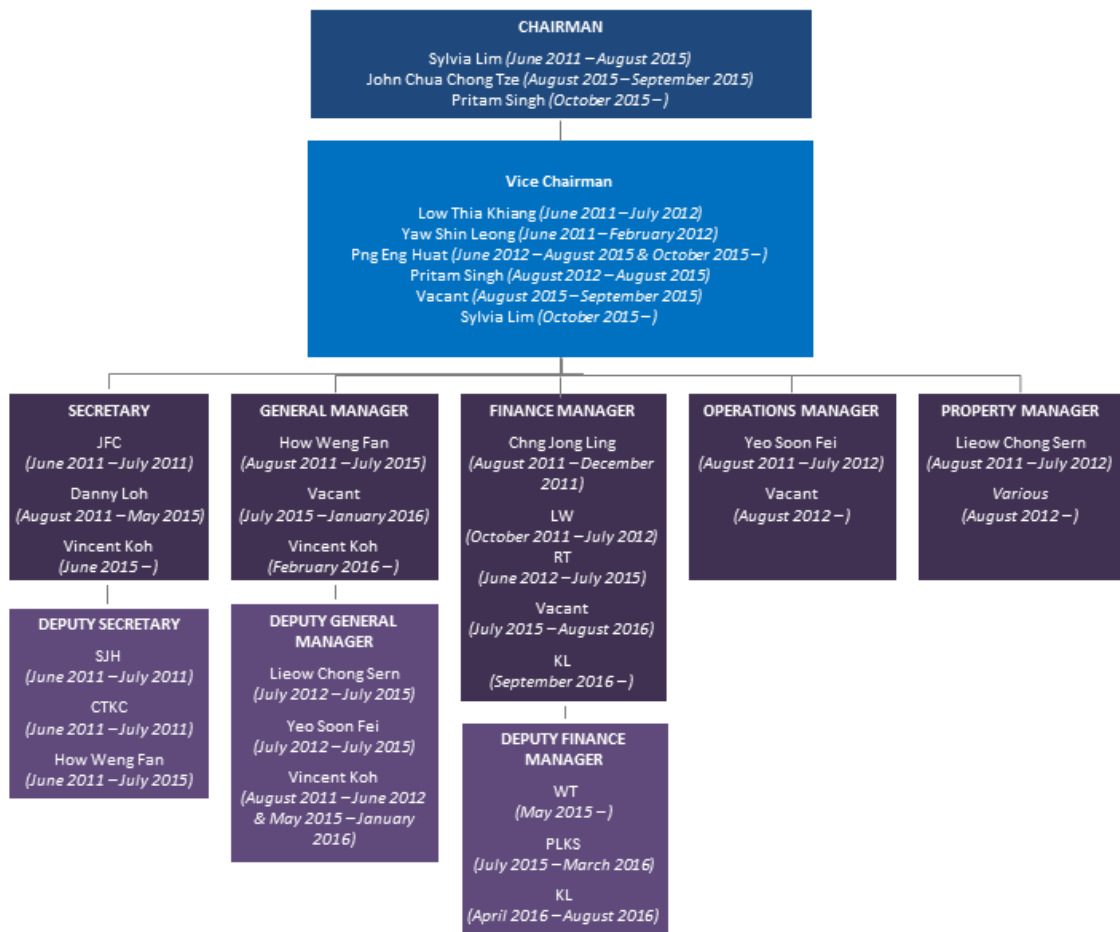 CHAIRMAN
Sylvia Lim (June 2011 – August 2015)
John Chua Chong Tze (August 2015 – September 2015)
Pritam Singh (October 2015 – )
Vice Chairman
Low Thia Khiang (June 2011 – July 2012)
Yaw Shin Leong (June 2011 – February 2012)
Png Eng Huat (June 2012 – August 2015 & October 2015 – )
Pritam Singh (August 2012 – August 2015)
Vacant (August 2015 – September 2015)
Sylvia Lim (October 2015 – )
SECRETARY
JFC
(June 2011 – July 2011)
Danny Loh
(August 2011 – May 2015)
Vincent Koh
(June 2015 – )
DEPUTY SECRETARY
SJH
(June 2011 – July 2011)
CTKC
(June 2011 – July 2011)
How Weng Fan
(June 2011 – July 2015)
GENERAL MANAGER
How Weng Fan
(August 2011 – July 2015)
Vacant
(July 2015 – January 2016)
Vincent Koh
(February 2016 – )
DEPUTY GENERAL
MANAGER
Lieow Chong Sern
(July 2012 – July 2015)
Yeo Soon Fei
(July 2012 – July 2015)
Vincent Koh
(August 2011 – June 2012
& May 2015 – January
2016)
FINANCE MANAGER
Chng Jong Ling
(August 2011 – December
2011)
LW
(October 2011 – July 2012)
RT
(June 2012 – July 2015)
Vacant
(July 2015 – August 2016)
KL
(September 2016 – )
DEPUTY FINANCE
MANAGER
WT
(May 2015 – )
PLKS
(July 2015 – March 2016)
KL
(April 2016 – August 2016)
OPERATIONS MANAGER
Yeo Soon Fei
(August 2011 – July 2012)
Vacant
(August 2012 – )
PROPERTY MANAGER
Lieow Chong Sern
(August 2011 – July 2012)
Various
(August 2012 – )